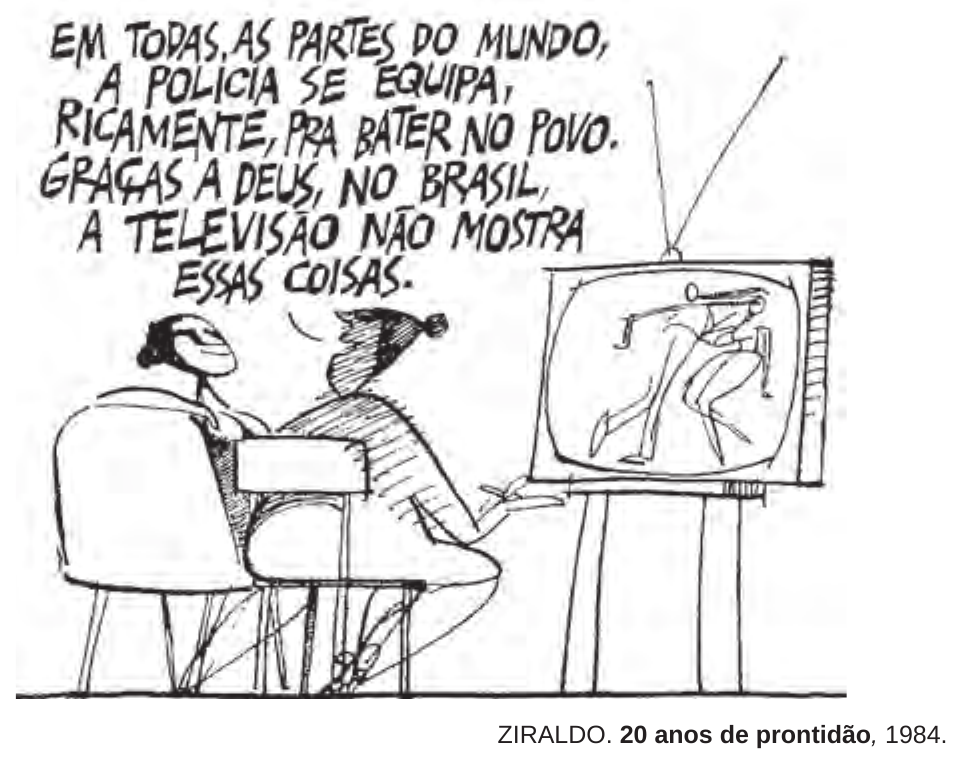 EM TODAS AS PARTES DO MUNDO,
A POLÍCIA SE EQUIPA,
RICAMENTE, PRA BATER NO POVO.
GRAÇAS A DEUS, NO BRASIL,
A TELEVISÃO NÃO MOSTRA
ESSAS COISAS.
ZIRALDO. 20 anos de prontidão, 1984.